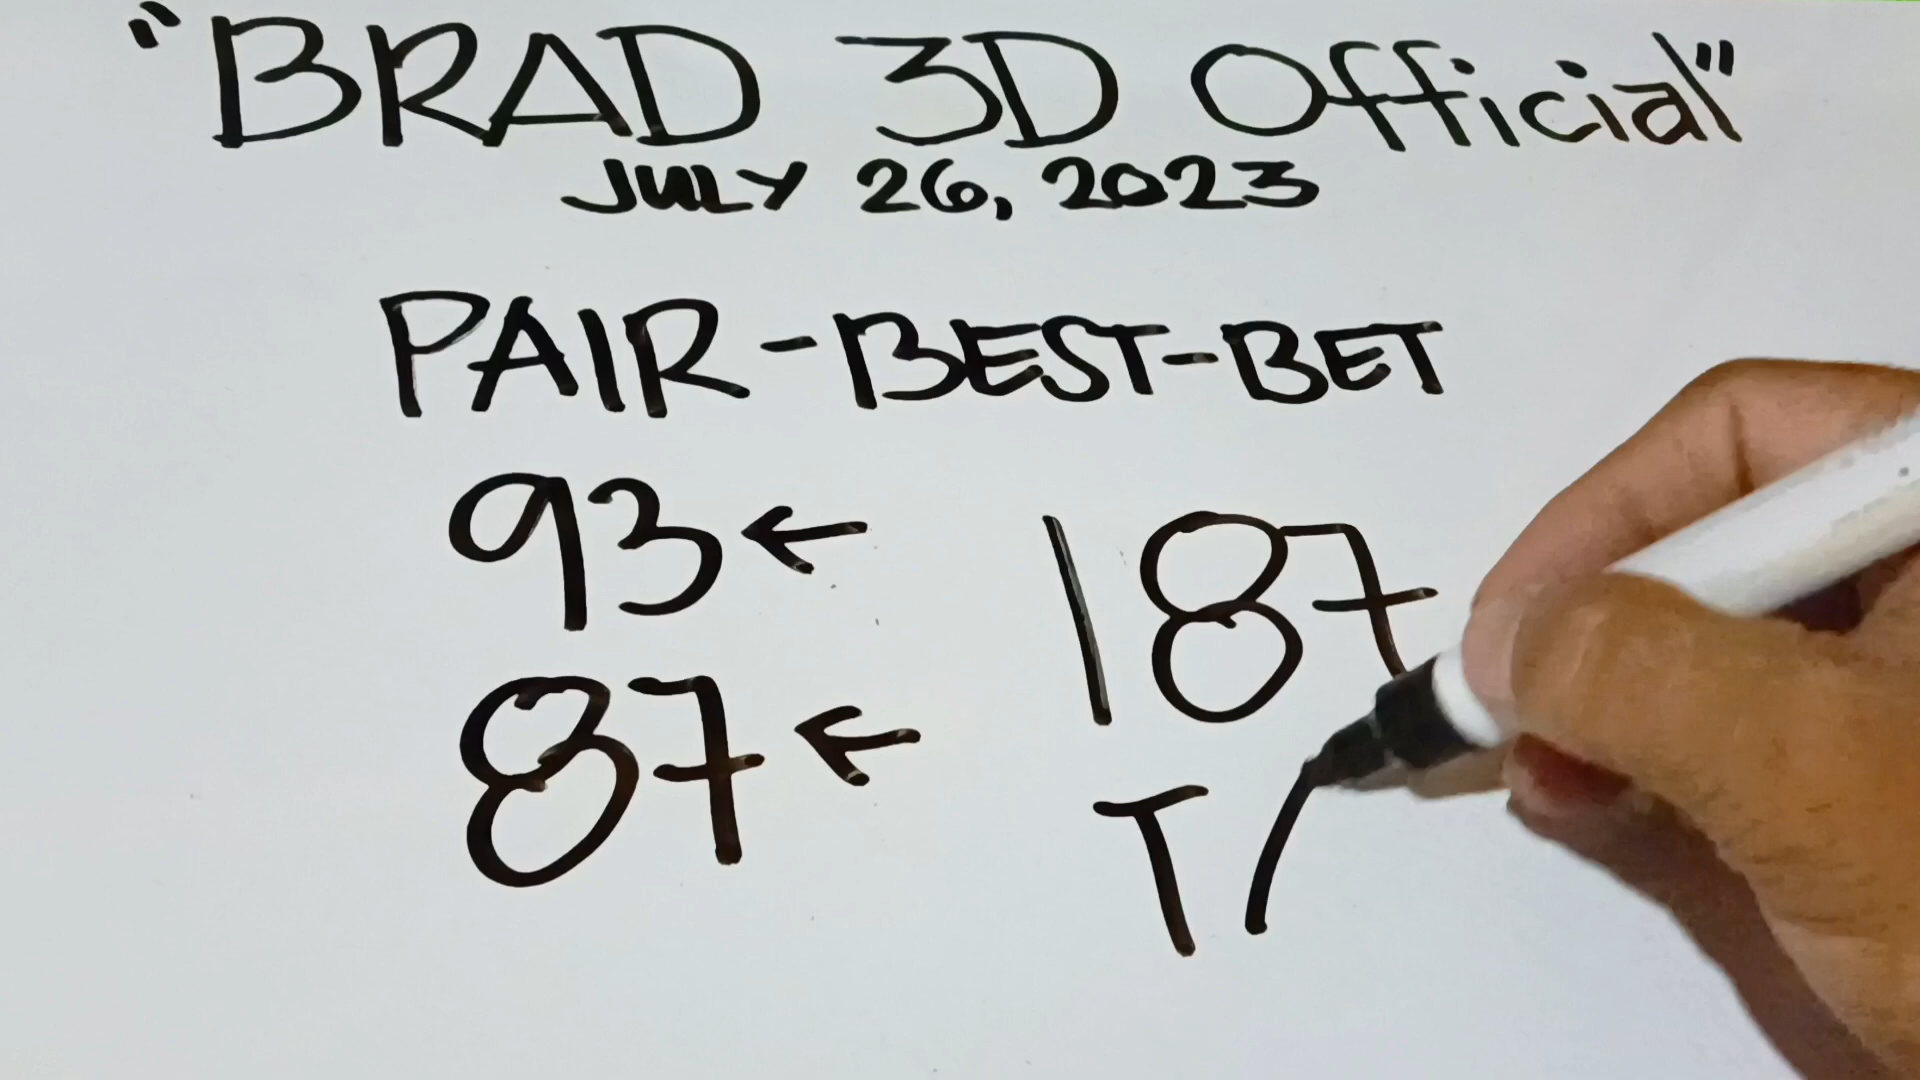 "BRAD 3D Official"
JULY 26, 2023
PAIR-BEST-BET
93 ←
87 ←
187
T/